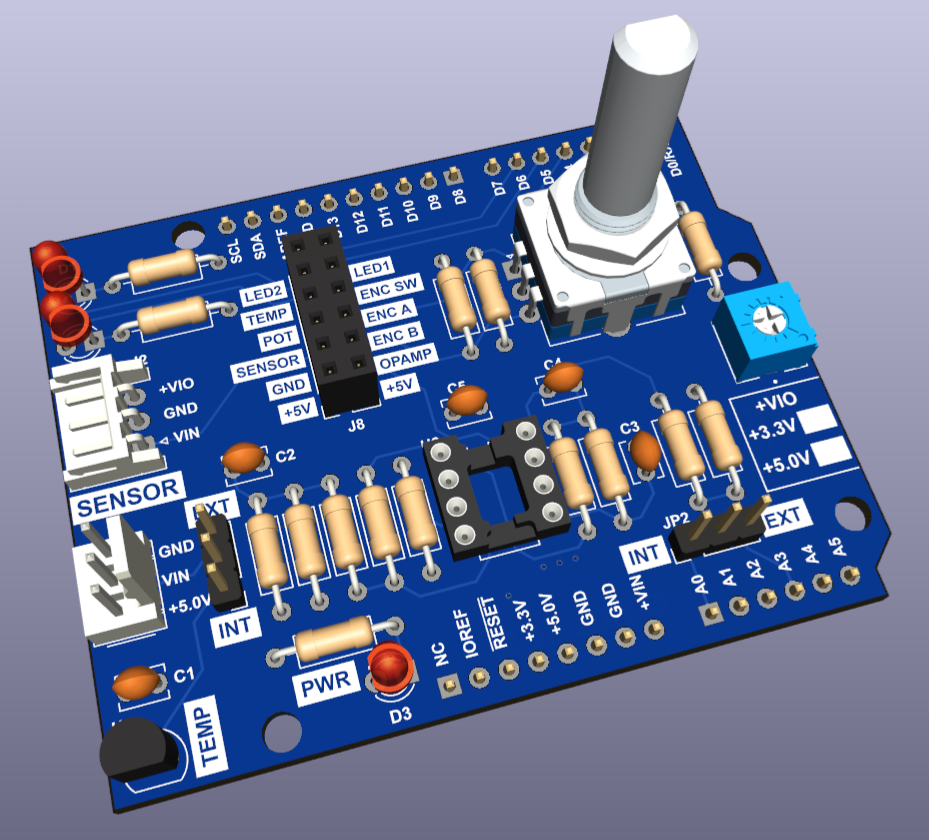 SCL
SDA
D12
D11
D10
D9
D8
D7
D6
D5
LED1
ENC SW
ENC A
ENC B
OPAMP
+5V
LED2
TEMP
POT
SENSOR
GND
+5V
J8
+VIO
GND
VIN
SENSOR
C2
C5
C3
+VIO
+3.3V
+5.0V
EXT
GND
VIN
+5.0V
INT
JP2
EXT
INT
A0
A1
A2
A3
A4
A5
NC
IOREF
RESET
+3.3V
+5.0V
GND
GND
+VIN
PWR
D3
C1
TEMP